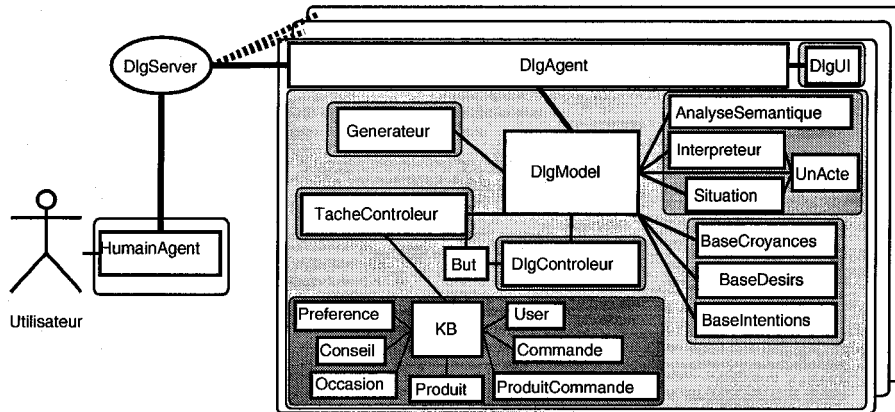 DlgServer
DlgAgent
DlgUI
Generateur
DlgModel
AnalyseSemantique
Interpreteur
UnActe
Situation
TacheControleur
HumainAgent
But
DlgControleur
BaseCroyances
BaseDesirs
BaseIntentions
Utilisateur
Preference
KB
User
Conseil
Commande
Occasion
Produit
ProduitCommande